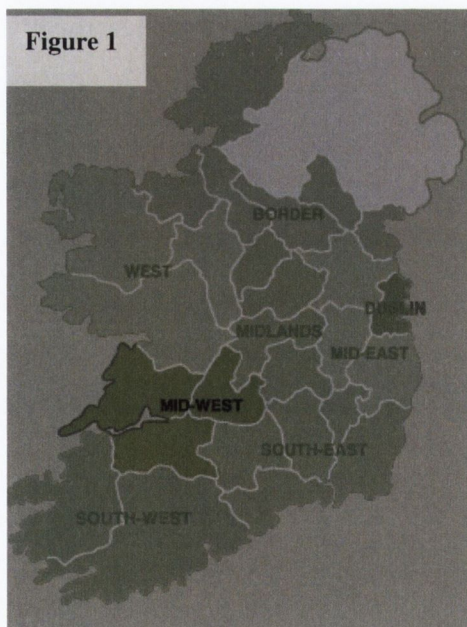 Figure 1
BORDER
WEST
DUBLIN
MIDLANDS
MID-EAST
MID-WEST
SOUTH-EAST
SOUTH-WEST